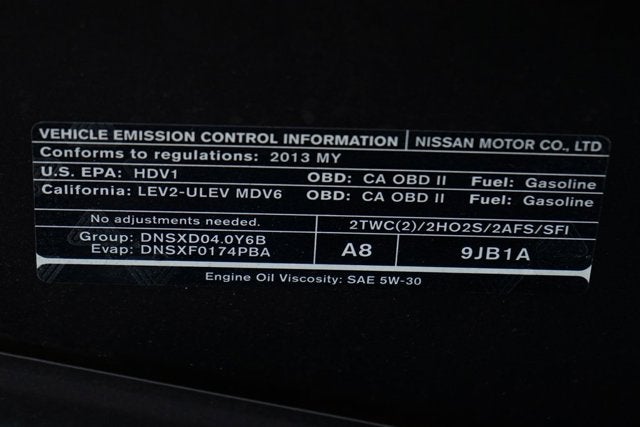 VEHICLE EMISSION CONTROL INFORMATION | NISSAN MOTOR CO., LTD
Conforms to regulations: 2013 MY
U.S. EPA: HDV1 OBD: CA OBD II Fuel: Gasoline
California: LEV2-ULEV MDV6 OBD: CA OBD II Fuel: Gasoline
No adjustments needed. 2TWC(2)/2HO2S/2AFS/SFI
Group: DNSXD04.0Y6B
Evap: DNSXF0174PBA
A8 9JB1A
Engine Oil Viscosity: SAE 5W-30